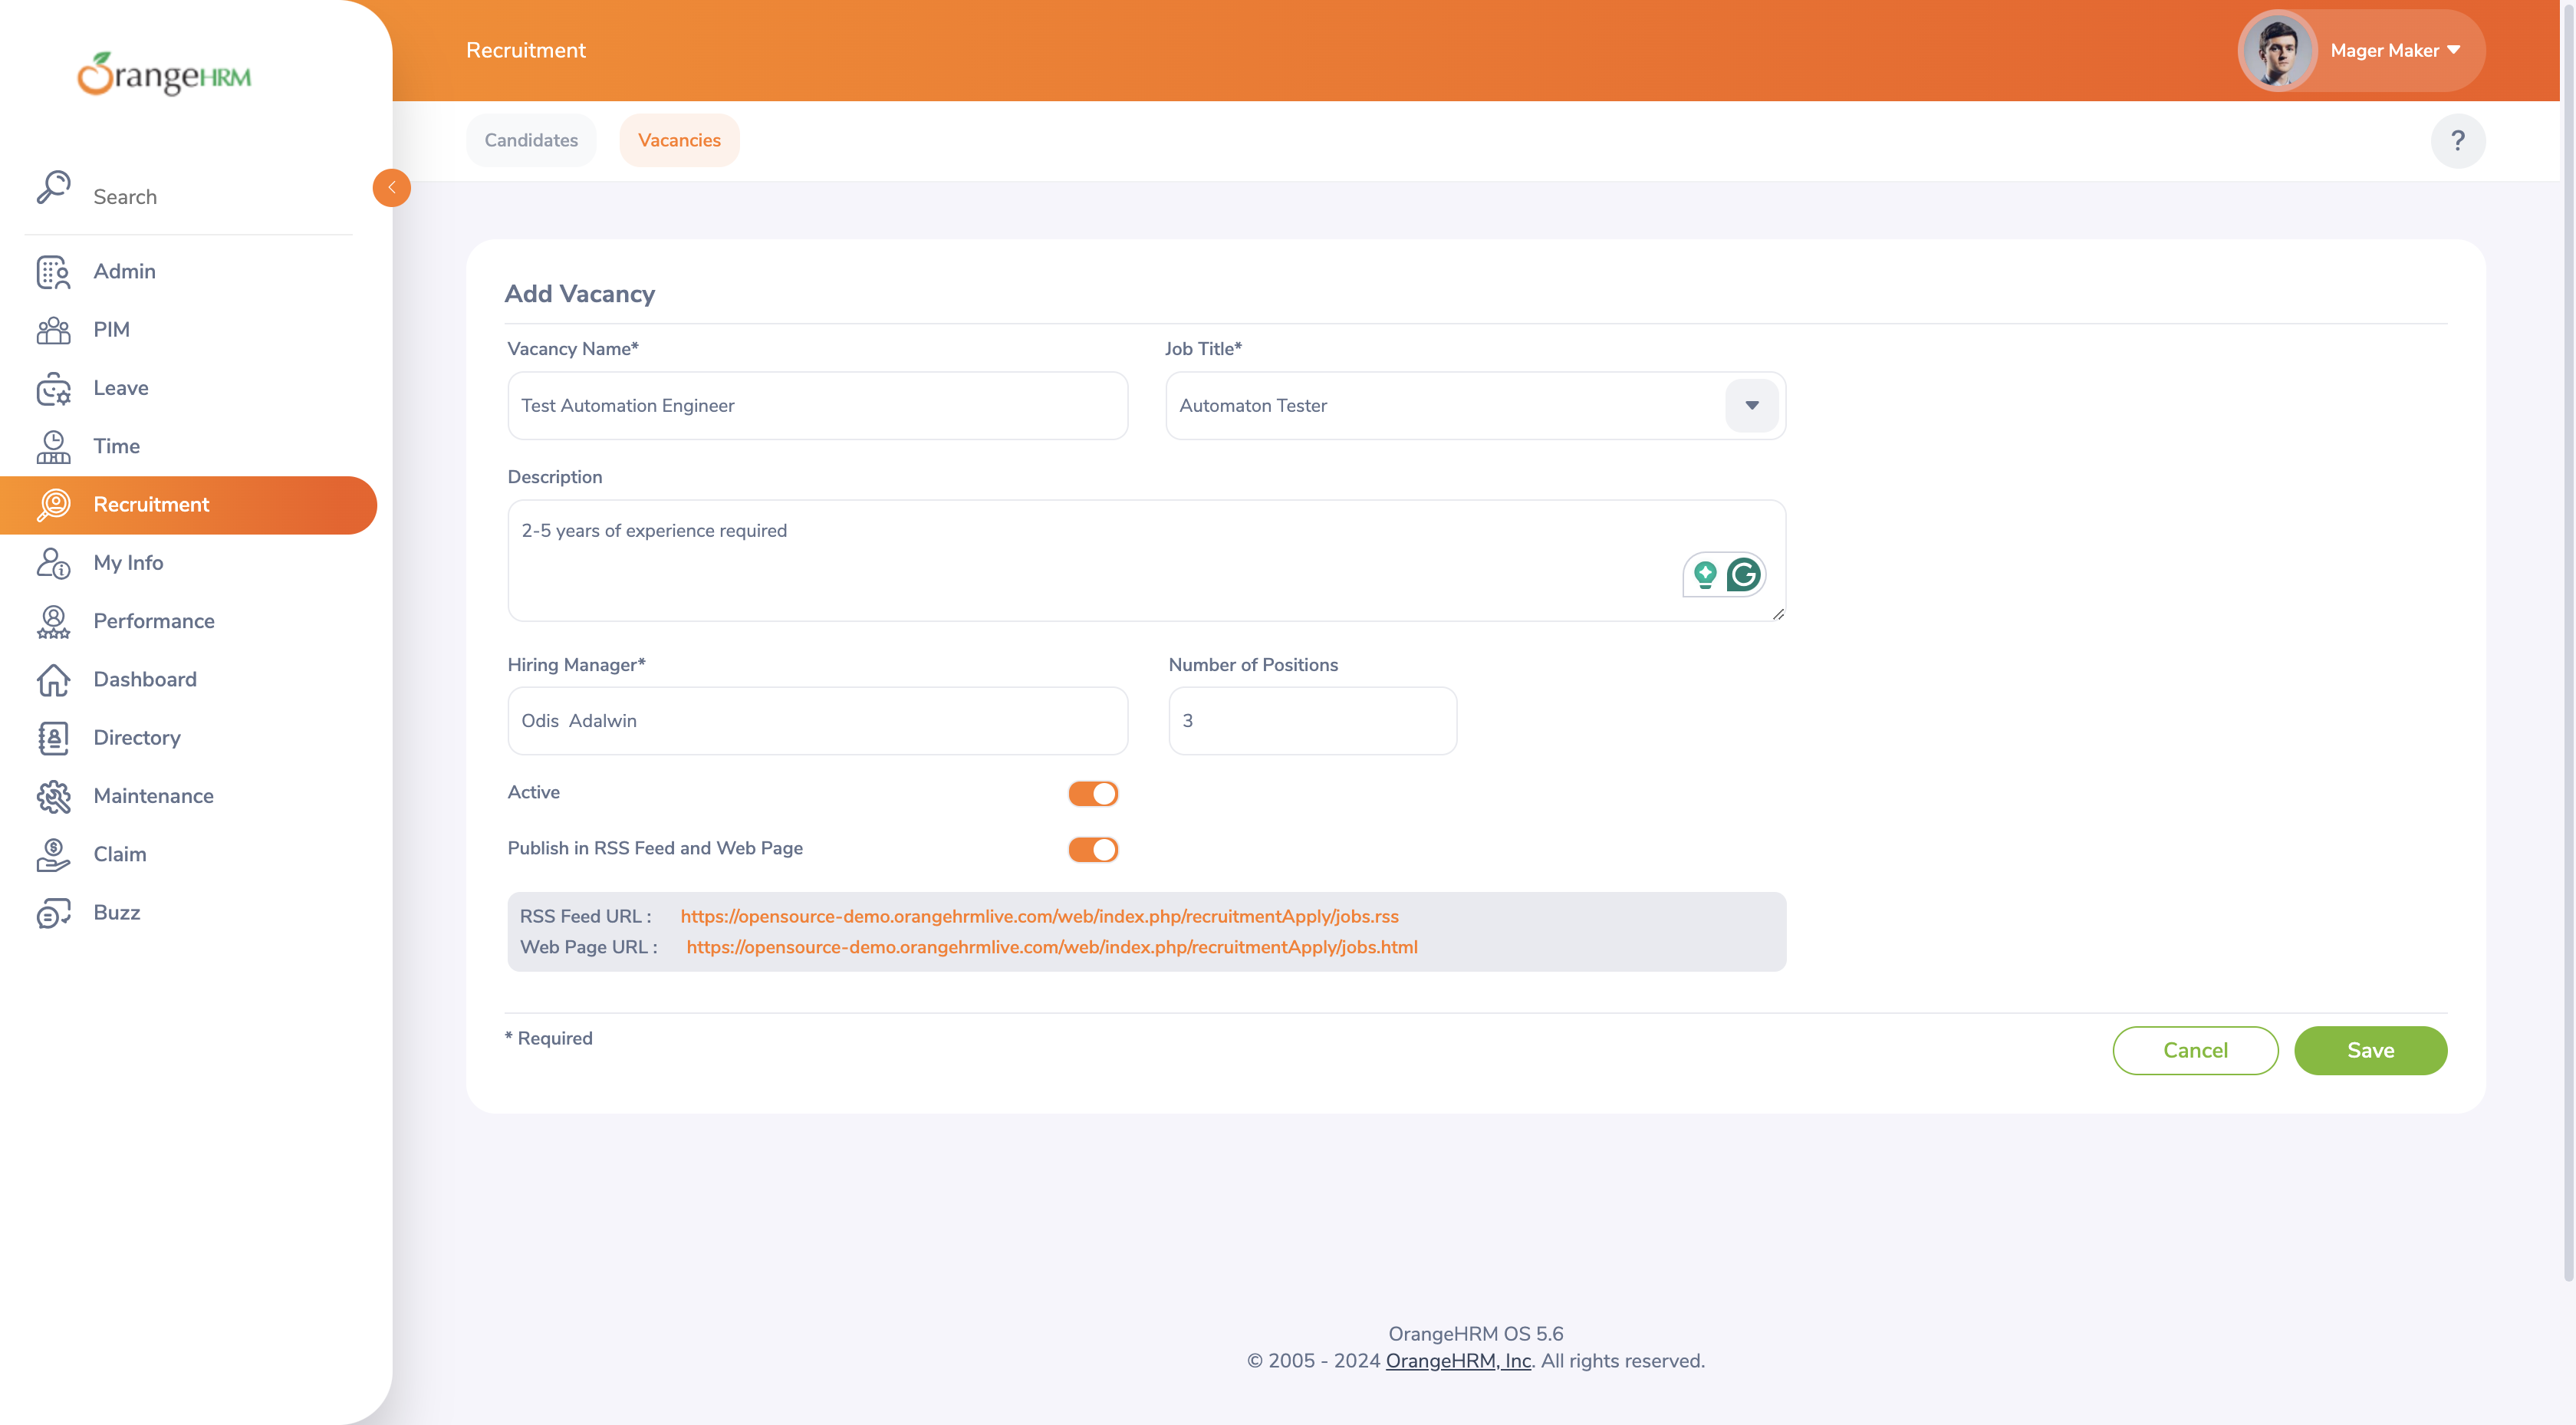 OrangeHRM
Recruitment
Mager Maker
Candidates
Vacancies
?
Search
Admin
PIM
Leave
Time
Recruitment
My Info
Performance
Dashboard
Directory
Maintenance
Claim
Buzz
Add Vacancy
Vacancy Name*
Job Title*
Test Automation Engineer
Automaton Tester
Description
2-5 years of experience required
Hiring Manager*
Number of Positions
Odis  Adalwin
3
Active
Publish in RSS Feed and Web Page
RSS Feed URL : https://opensource-demo.orangehrmlive.com/web/index.php/recruitmentApply/jobs.rss
Web Page URL : https://opensource-demo.orangehrmlive.com/web/index.php/recruitmentApply/jobs.html
* Required
Cancel
Save
OrangeHRM OS 5.6
© 2005 - 2024 OrangeHRM, Inc. All rights reserved.